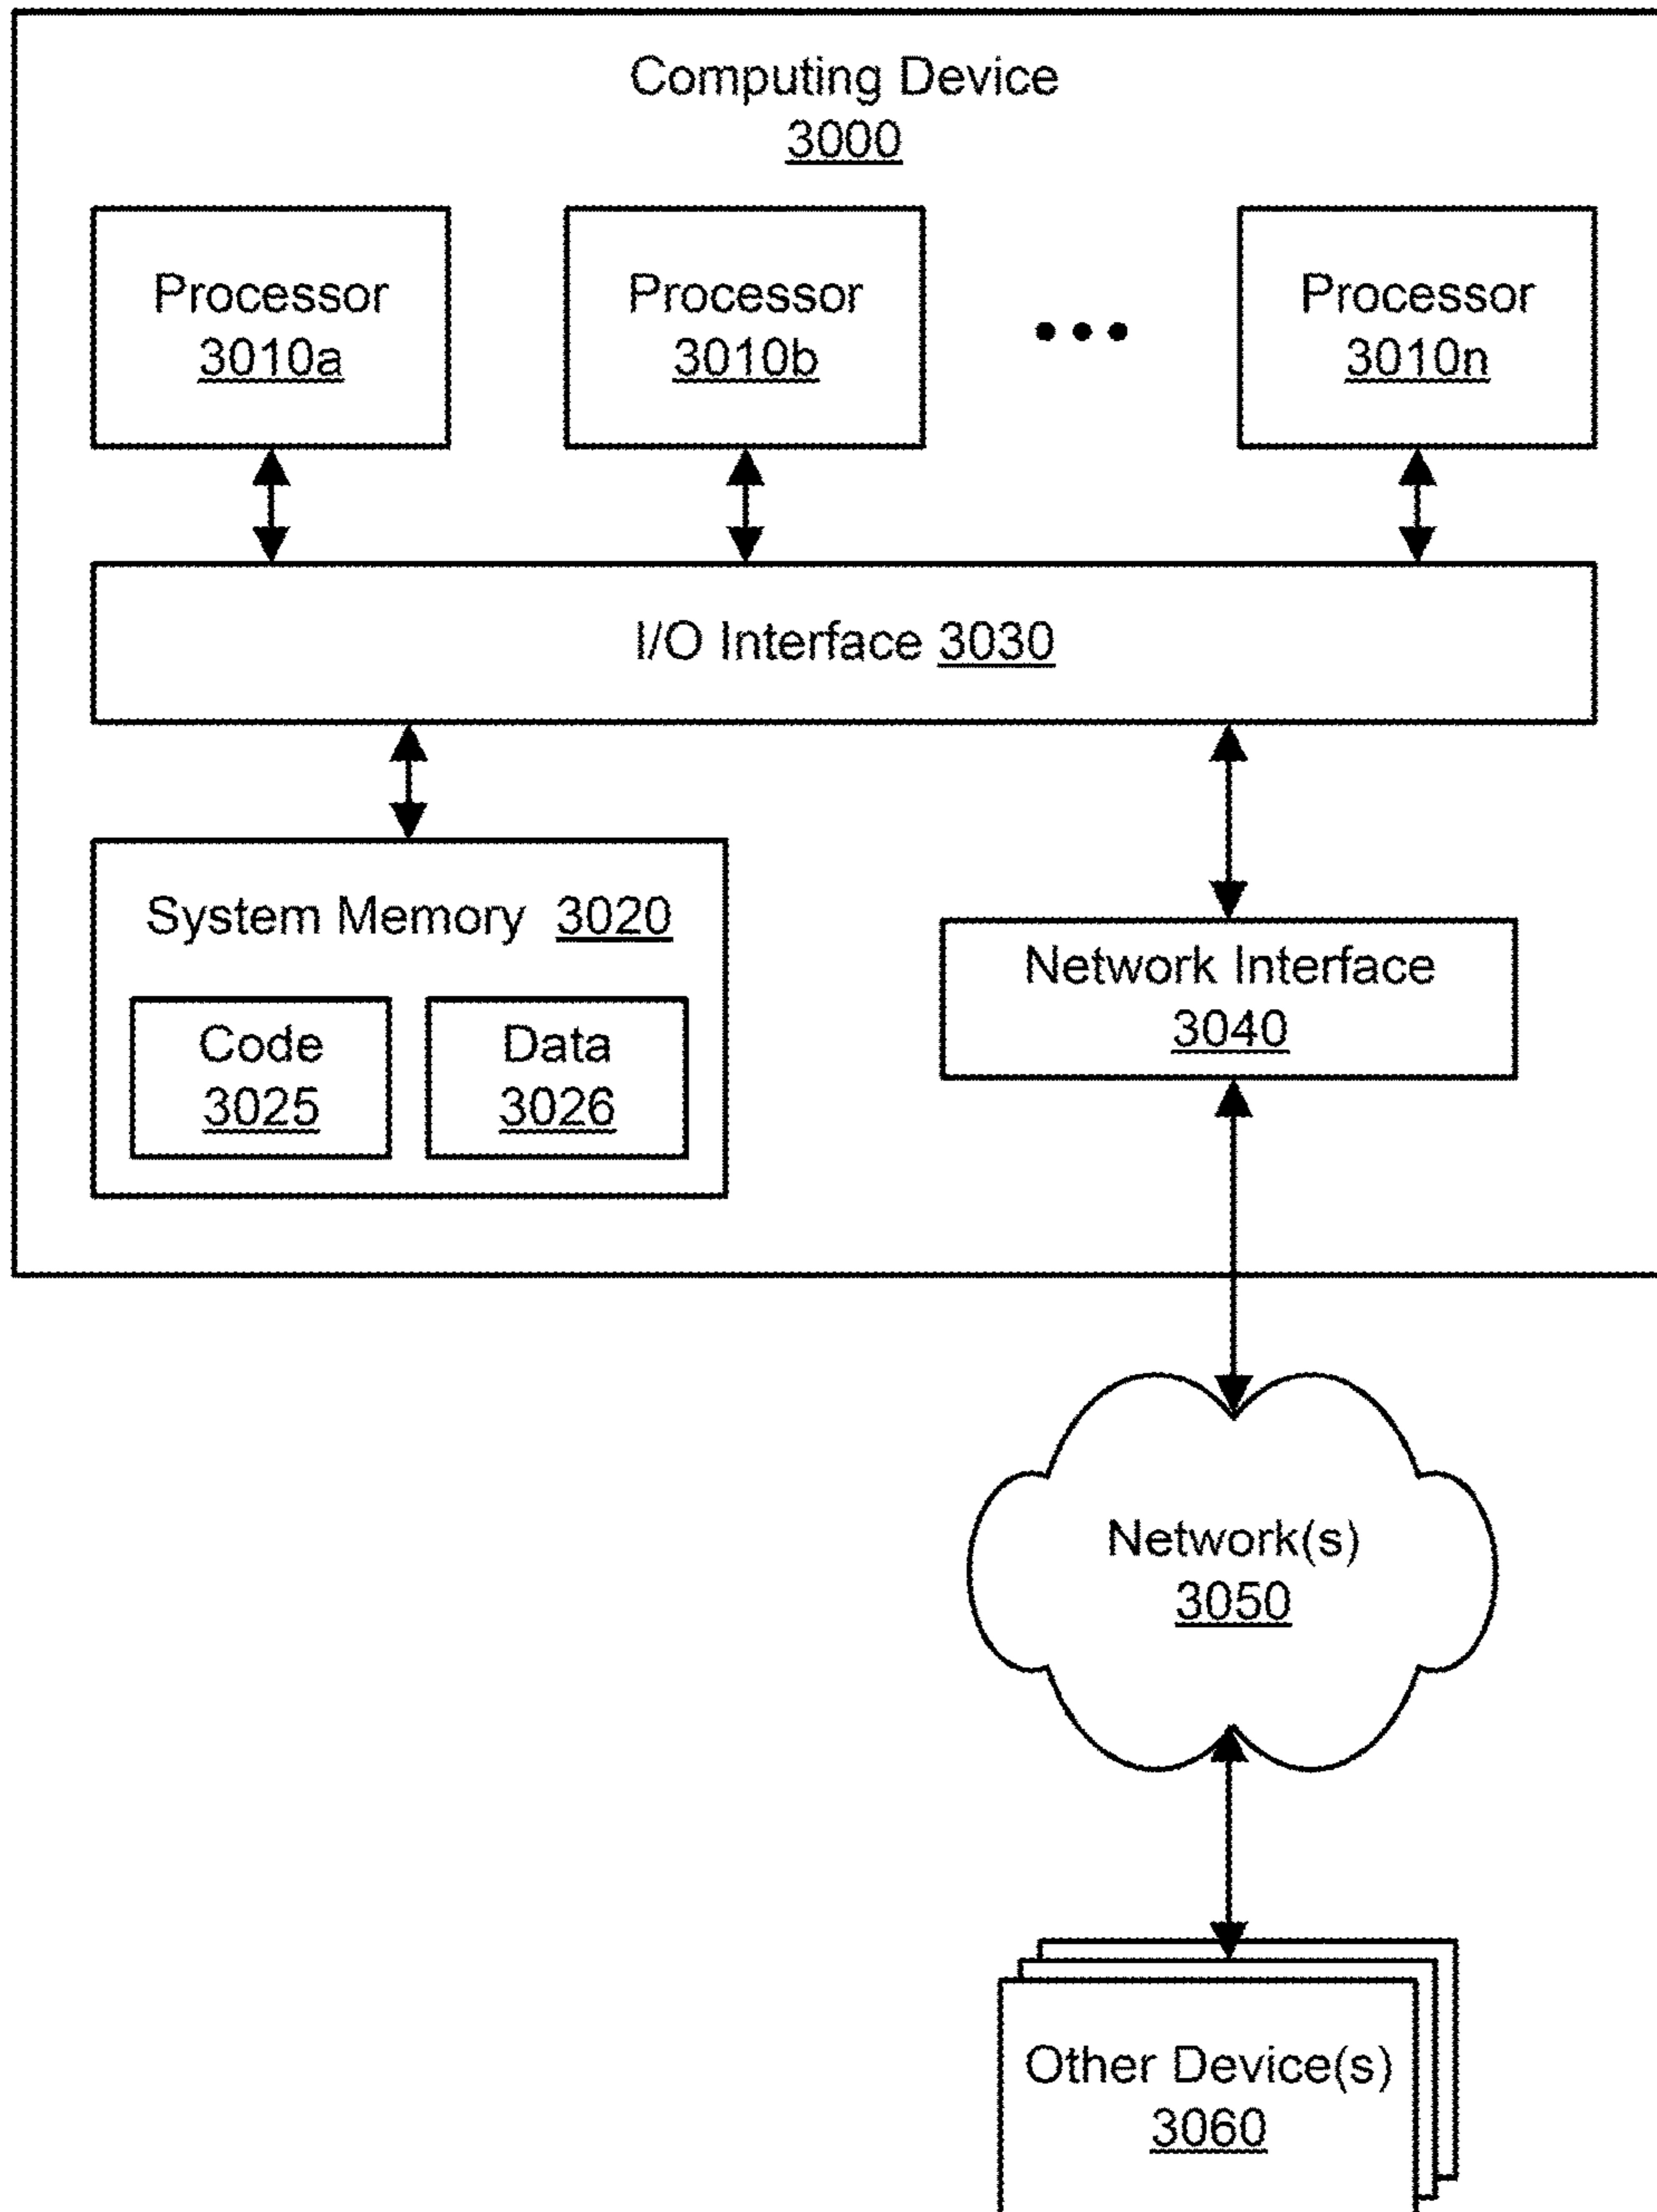 Computing Device
3000
Processor
3010a
Processor
3010b
Processor
3010n
I/O Interface 3030
System Memory 3020
Code
3025
Data
3026
Network Interface
3040
Network(s)
3050
Other Device(s)
3060